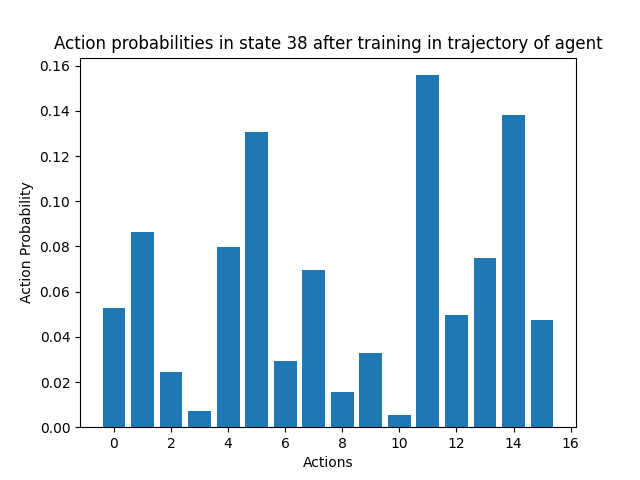 Action probabilities in state 38 after training in trajectory of agent
0.16
0.14
0.12
0.10
0.08
0.06
0.04
0.02
0.00
Action Probability
0 2 4 6 8 10 12 14 16
Actions